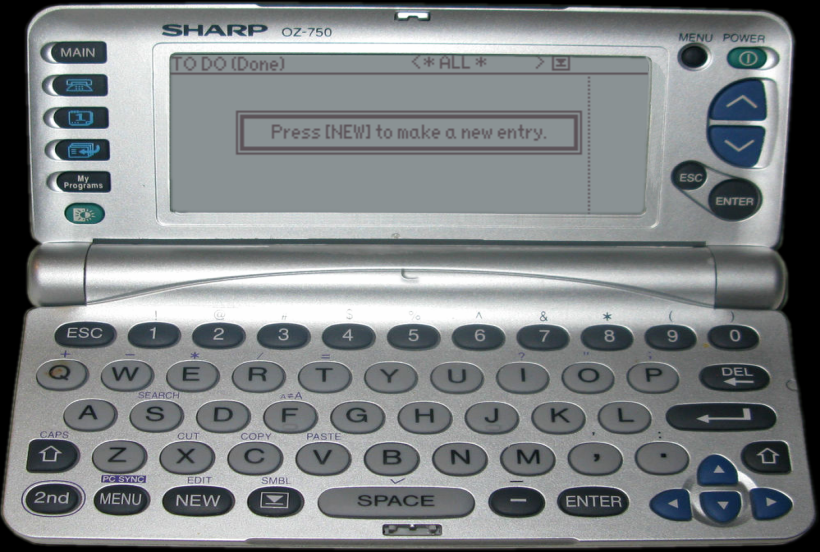 SHARP OZ-750
MENU POWER
MAIN
TO DO (Done) <* ALL * >
1
Press [NEW] to make a new entry.
My
Programs
ESC
ENTER
! @ # $ % ^ & * ( )
ESC 1 2 3 4 5 6 7 8 9 0
+ - * / = ? " ;
Q W E R T Y U I O P DEL
SEARCH
A S D F G H J K L
CAPS CUT COPY PASTE ' :
Z X C V B N M , .
PC SYNC EDIT SMBL
2nd MENU NEW SPACE - ENTER